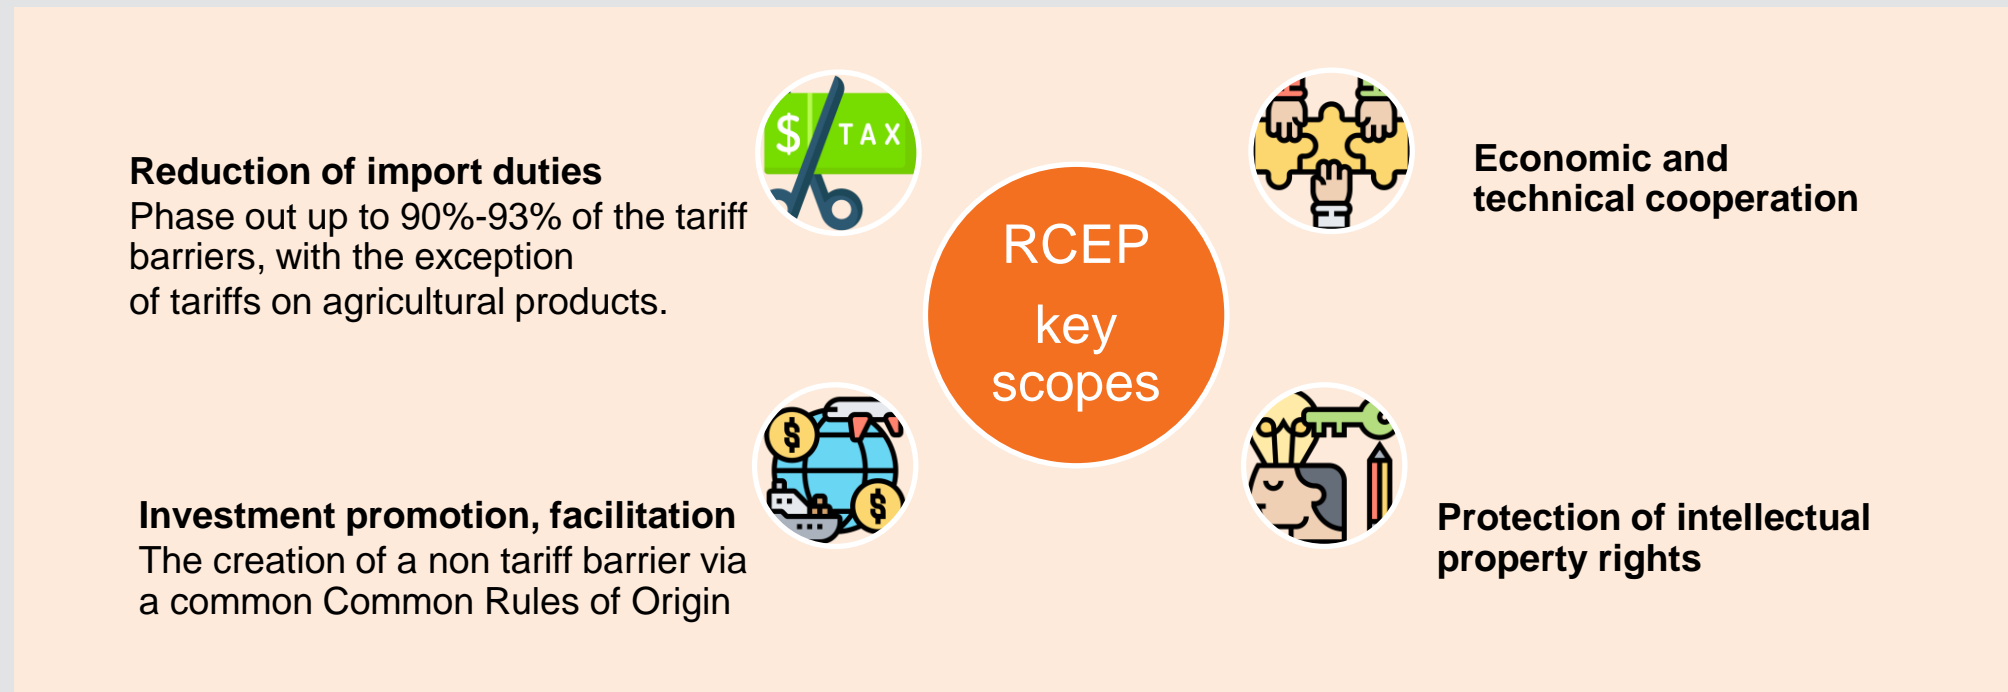 Reduction of import duties
Phase out up to 90%-93% of the tariff
barriers, with the exception
of tariffs on agricultural products.
$ TAX
Investment promotion, facilitation
The creation of a non tariff barrier via
a common Common Rules of Origin
$
$
RCEP
key
scopes
Economic and
technical cooperation
Protection of intellectual
property rights